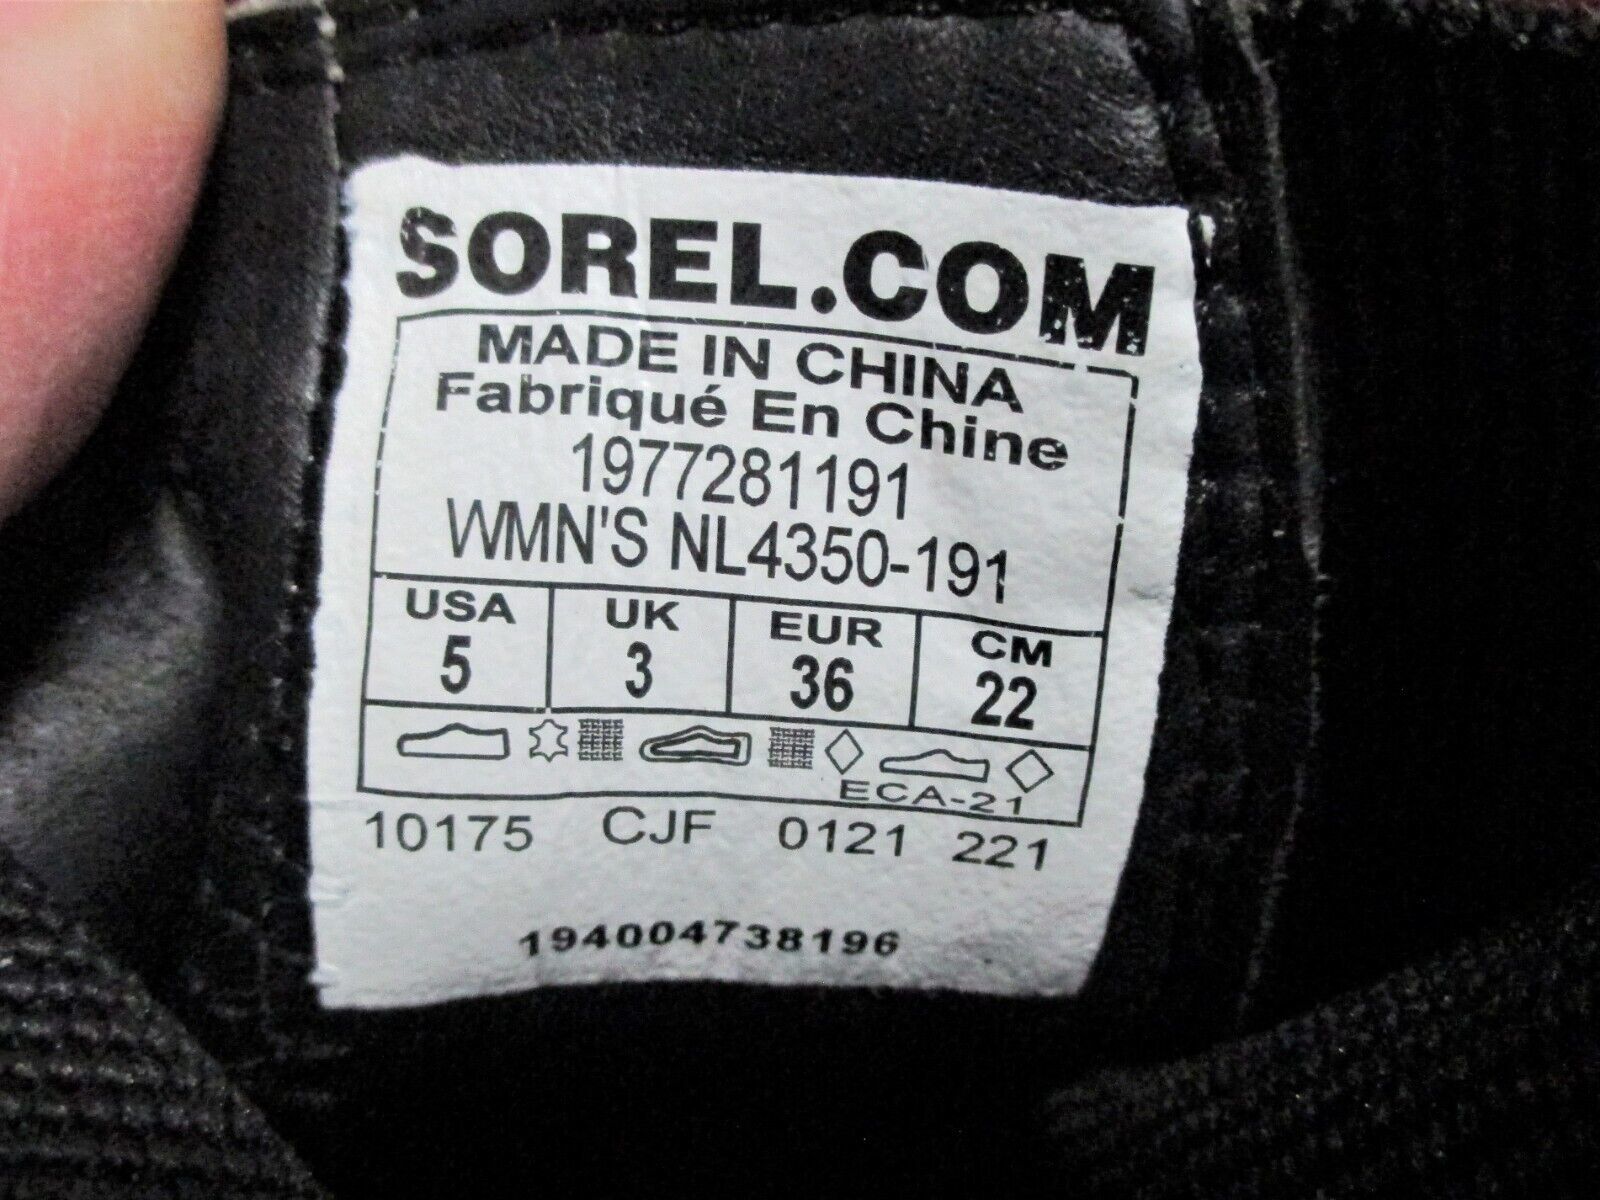 SOREL.COM
MADE IN CHINA
Fabriqué En Chine
1977281191
WMN'S NL4350-191
USA UK EUR CM
5 3 36 22
ECA-21
10175 CJF 0121 221
194004738196